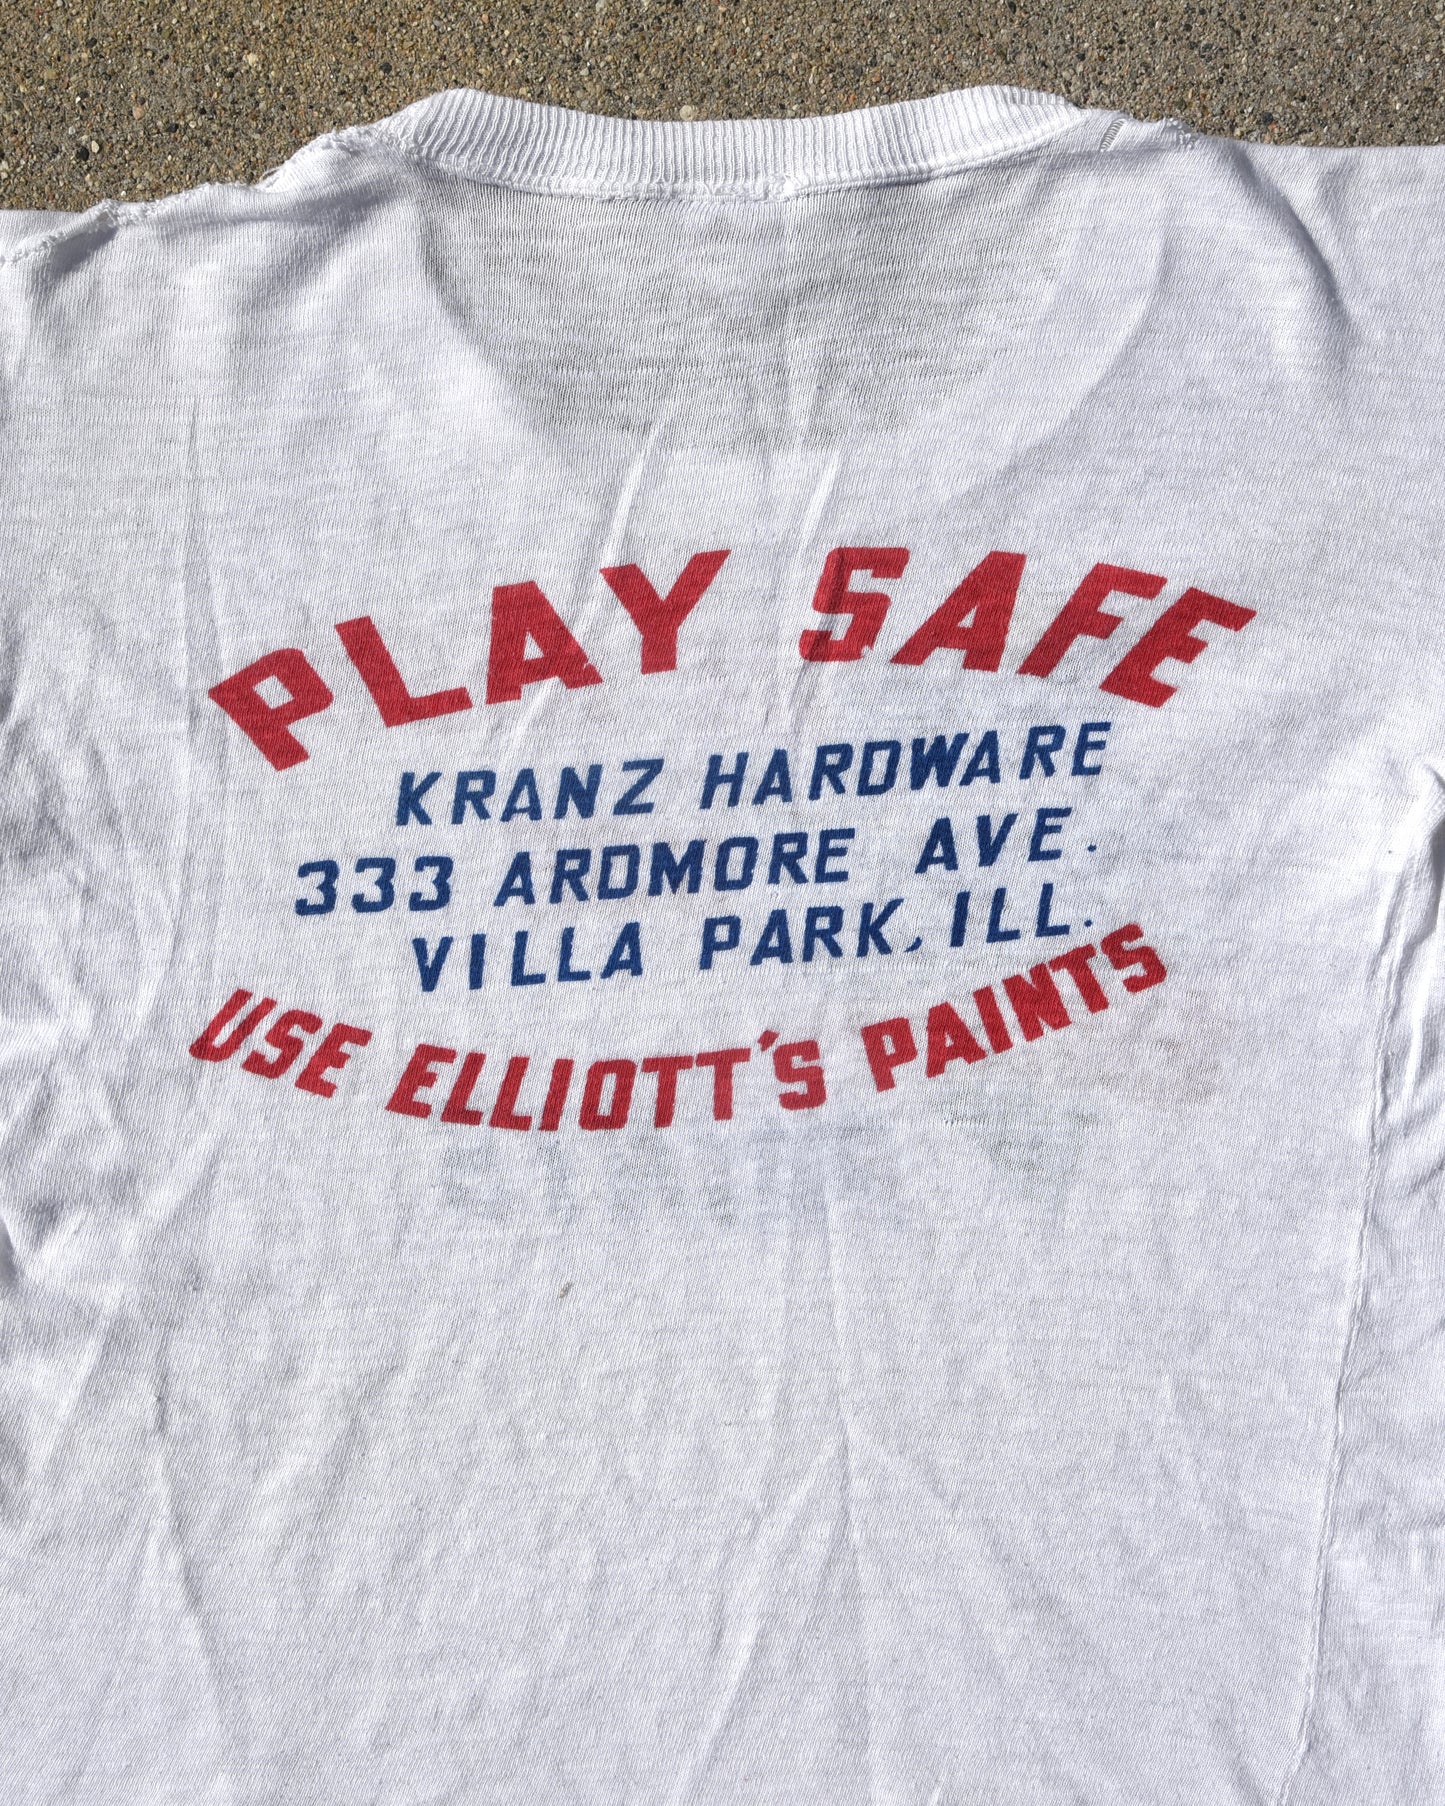 PLAY SAFE
KRANZ HARDWARE
333 ARDMORE AVE.
VILLA PARK, ILL.
USE ELLIOTT'S PAINTS